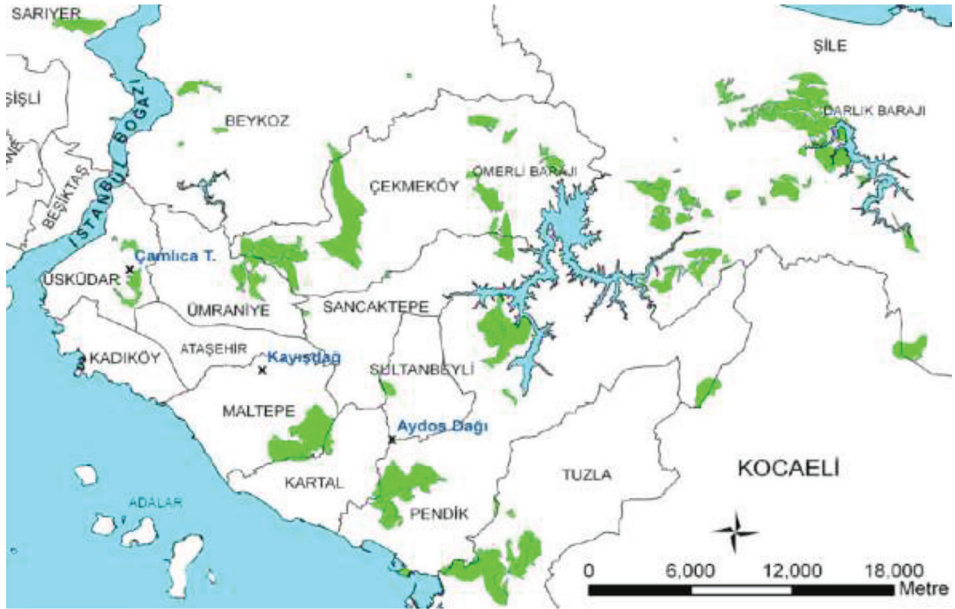 SARIYER
ŞİLE
ŞİŞLİ
İSTANBUL BOĞAZI
DARLIK BARAJI
BEYKOZ
BEŞİKTAŞ
ÖMERLİ BARAJI
ÇEKMEKÖY
Çamlıca T.
ÜSKÜDAR
ÜMRANİYE
SANCAKTEPE
ATAŞEHİR
KADIKÖY
Kayışdağ
SULTANBEYLİ
MALTEPE
Aydos Dağı
TUZLA
KOCAELİ
KARTAL
ADALAR
PENDİK
0 6,000 12,000 18,000
Metre